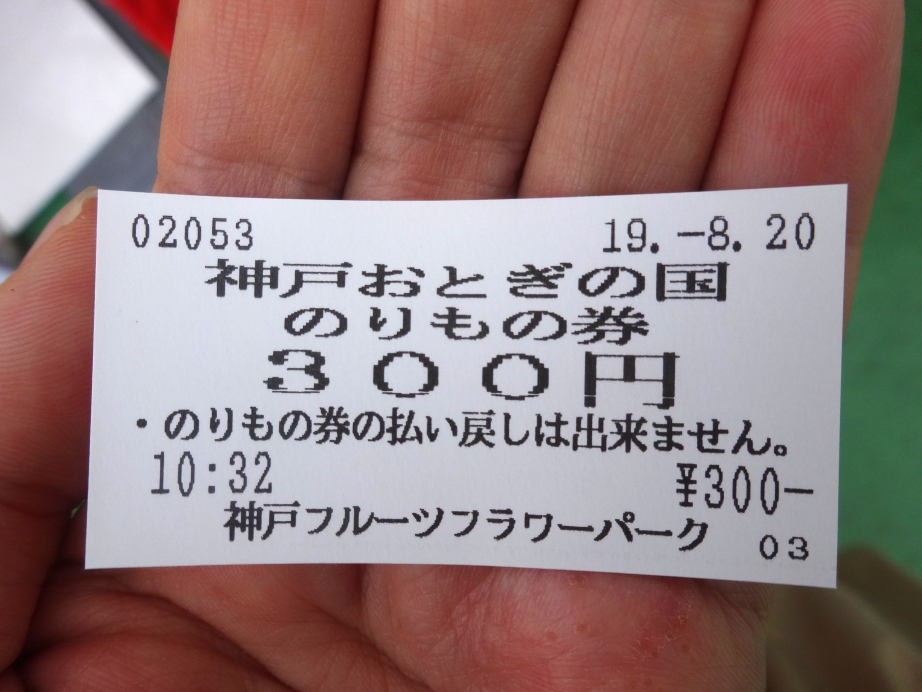 02053 19.-8.20
神戸おとぎの国
のりもの券
300円
・のりもの券の払い戻しは出来ません。
10:32 ¥300-
神戸フルーツフラワーパーク 03